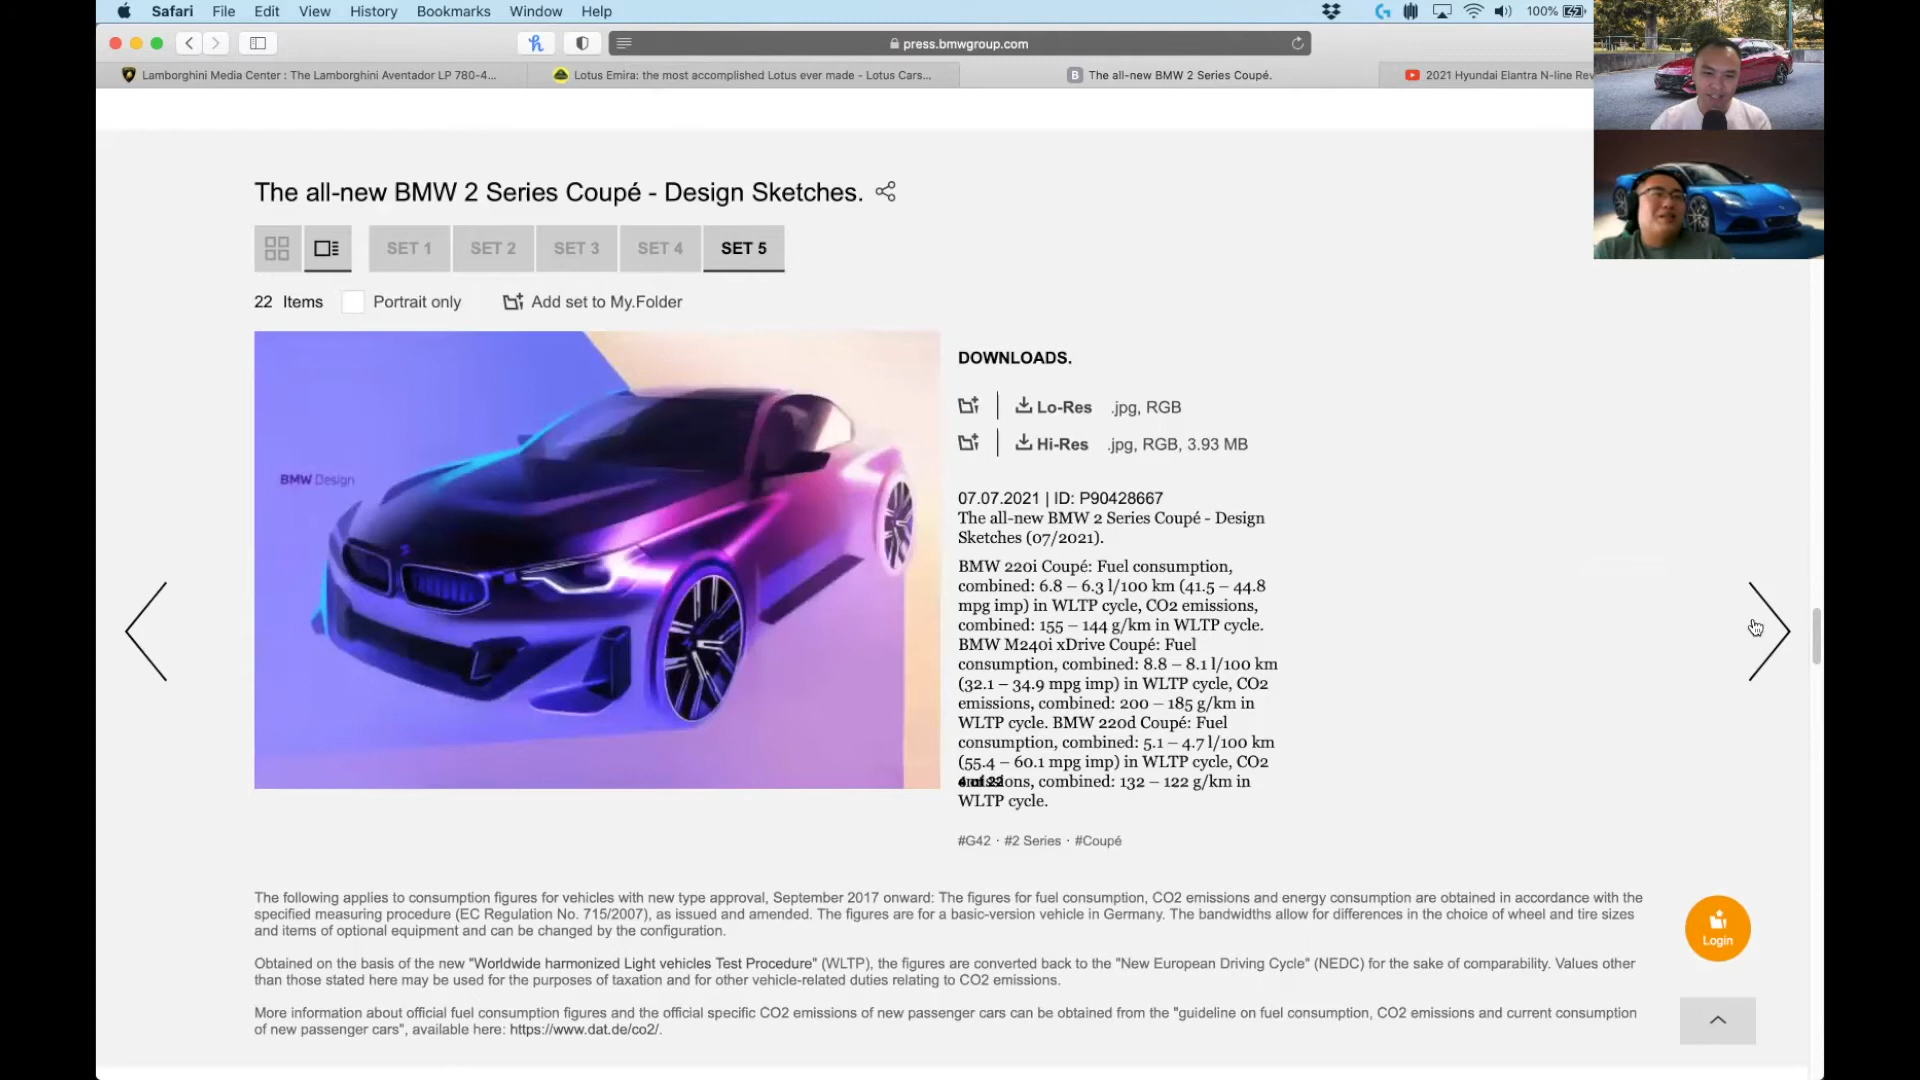 Safari File Edit View History Bookmarks Window Help 100%
press.bmwgroup.com
Lamborghini Media Center : The Lamborghini Aventador LP 780-4...
Lotus Emira: the most accomplished Lotus ever made - Lotus Cars...
B The all-new BMW 2 Series Coupé.
2021 Hyundai Elantra N-line Rev
The all-new BMW 2 Series Coupé - Design Sketches.
SET 1 SET 2 SET 3 SET 4 SET 5
22 Items Portrait only Add set to My.Folder
BMW Design
DOWNLOADS.
Lo-Res .jpg, RGB
Hi-Res .jpg, RGB, 3.93 MB
07.07.2021 | ID: P90428667
The all-new BMW 2 Series Coupé - Design
Sketches (07/2021).
BMW 220i Coupé: Fuel consumption,
combined: 6.8 – 6.3 l/100 km (41.5 – 44.8
mpg imp) in WLTP cycle, CO2 emissions,
combined: 155 – 144 g/km in WLTP cycle.
BMW M240i xDrive Coupé: Fuel
consumption, combined: 8.8 – 8.1 l/100 km
(32.1 – 34.9 mpg imp) in WLTP cycle, CO2
emissions, combined: 200 – 185 g/km in
WLTP cycle. BMW 220d Coupé: Fuel
consumption, combined: 5.1 – 4.7 l/100 km
(55.4 – 60.1 mpg imp) in WLTP cycle, CO2
emissions, combined: 132 – 122 g/km in
4 of 22
WLTP cycle.
#G42 · #2 Series · #Coupé
The following applies to consumption figures for vehicles with new type approval, September 2017 onward: The figures for fuel consumption, CO2 emissions and energy consumption are obtained in accordance with the
specified measuring procedure (EC Regulation No. 715/2007), as issued and amended. The figures are for a basic-version vehicle in Germany. The bandwidths allow for differences in the choice of wheel and tire sizes
and items of optional equipment and can be changed by the configuration.
Obtained on the basis of the new "Worldwide harmonized Light vehicles Test Procedure" (WLTP), the figures are converted back to the "New European Driving Cycle" (NEDC) for the sake of comparability. Values other
than those stated here may be used for the purposes of taxation and for other vehicle-related duties relating to CO2 emissions.
More information about official fuel consumption figures and the official specific CO2 emissions of new passenger cars can be obtained from the "guideline on fuel consumption, CO2 emissions and current consumption
of new passenger cars", available here: https://www.dat.de/co2/.
Login